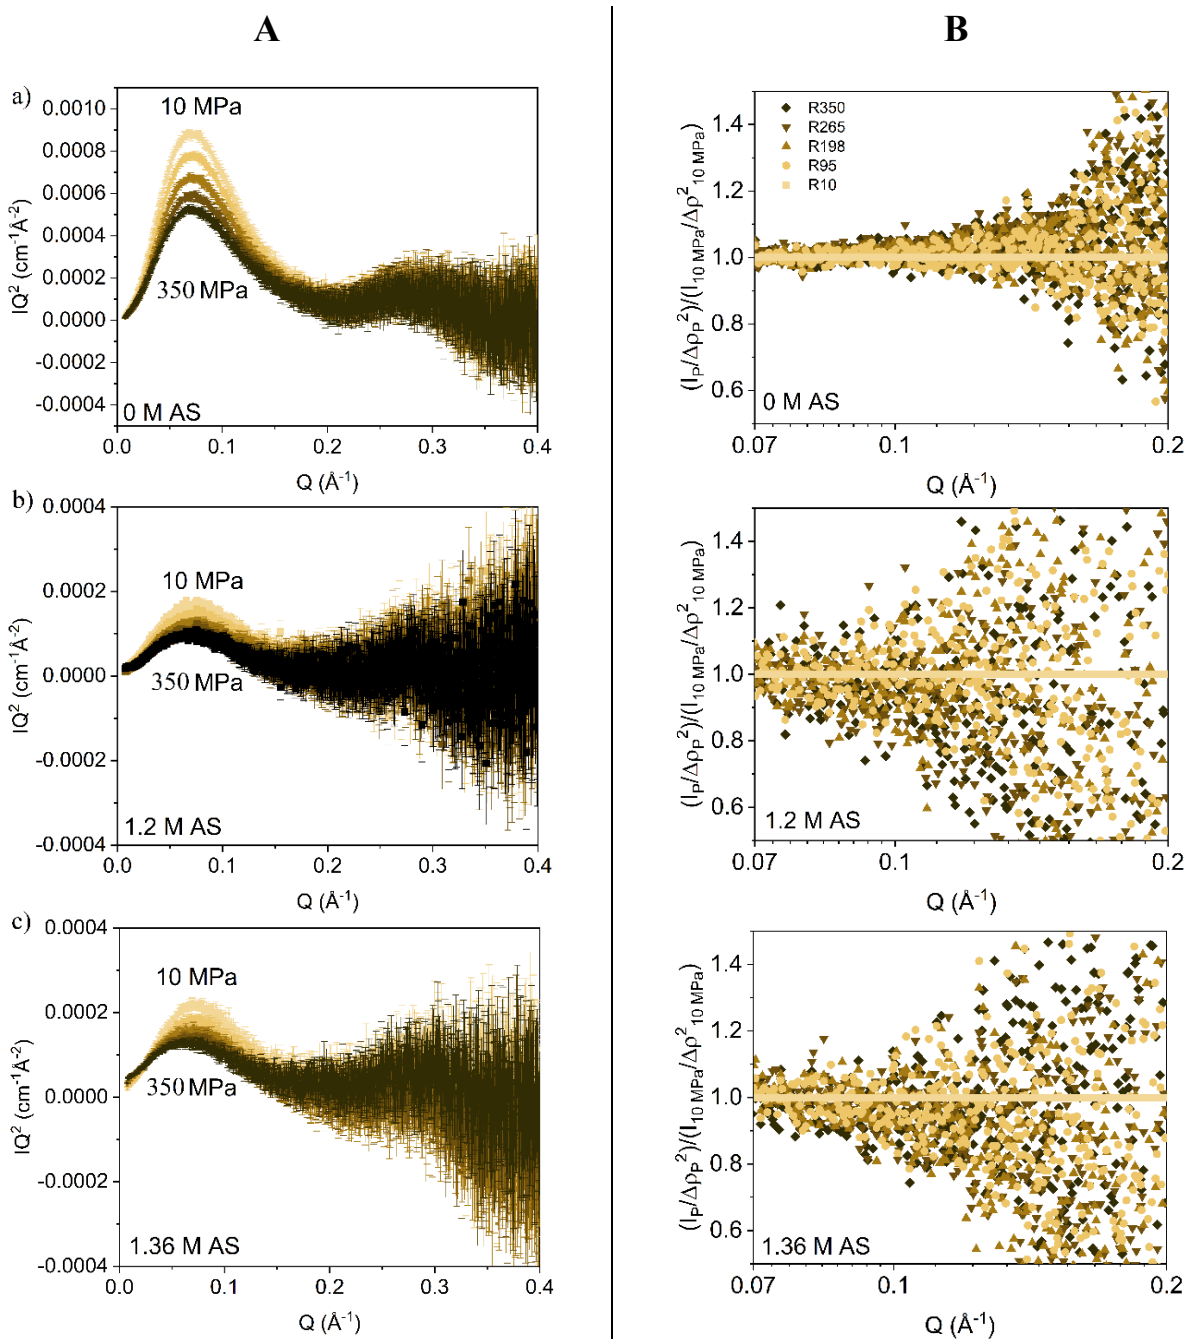 A
B
a)
0.0010
0.0008
0.0006
0.0004
0.0002
0.0000
-0.0002
-0.0004
IQ² (cm⁻¹Å⁻²)
10 MPa
350 MPa
0 M AS
0.0 0.1 0.2 0.3 0.4
Q (Å⁻¹)
1.4
1.2
1.0
0.8
0.6
(I_P/Δρ_P²)/(I_10 MPa/Δρ²_10 MPa)
R350
R265
R198
R95
R10
0 M AS
0.07 0.1 0.2
Q (Å⁻¹)
b)
0.0004
0.0002
0.0000
-0.0002
-0.0004
IQ² (cm⁻¹Å⁻²)
10 MPa
350 MPa
1.2 M AS
0.0 0.1 0.2 0.3 0.4
Q (Å⁻¹)
1.4
1.2
1.0
0.8
0.6
(I_P/Δρ_P²)/(I_10 MPa/Δρ²_10 MPa)
1.2 M AS
0.07 0.1 0.2
Q (Å⁻¹)
c)
0.0004
0.0002
0.0000
-0.0002
-0.0004
IQ² (cm⁻¹Å⁻²)
10 MPa
350 MPa
1.36 M AS
0.0 0.1 0.2 0.3 0.4
Q (Å⁻¹)
1.4
1.2
1.0
0.8
0.6
(I_P/Δρ_P²)/(I_10 MPa/Δρ²_10 MPa)
1.36 M AS
0.07 0.1 0.2
Q (Å⁻¹)